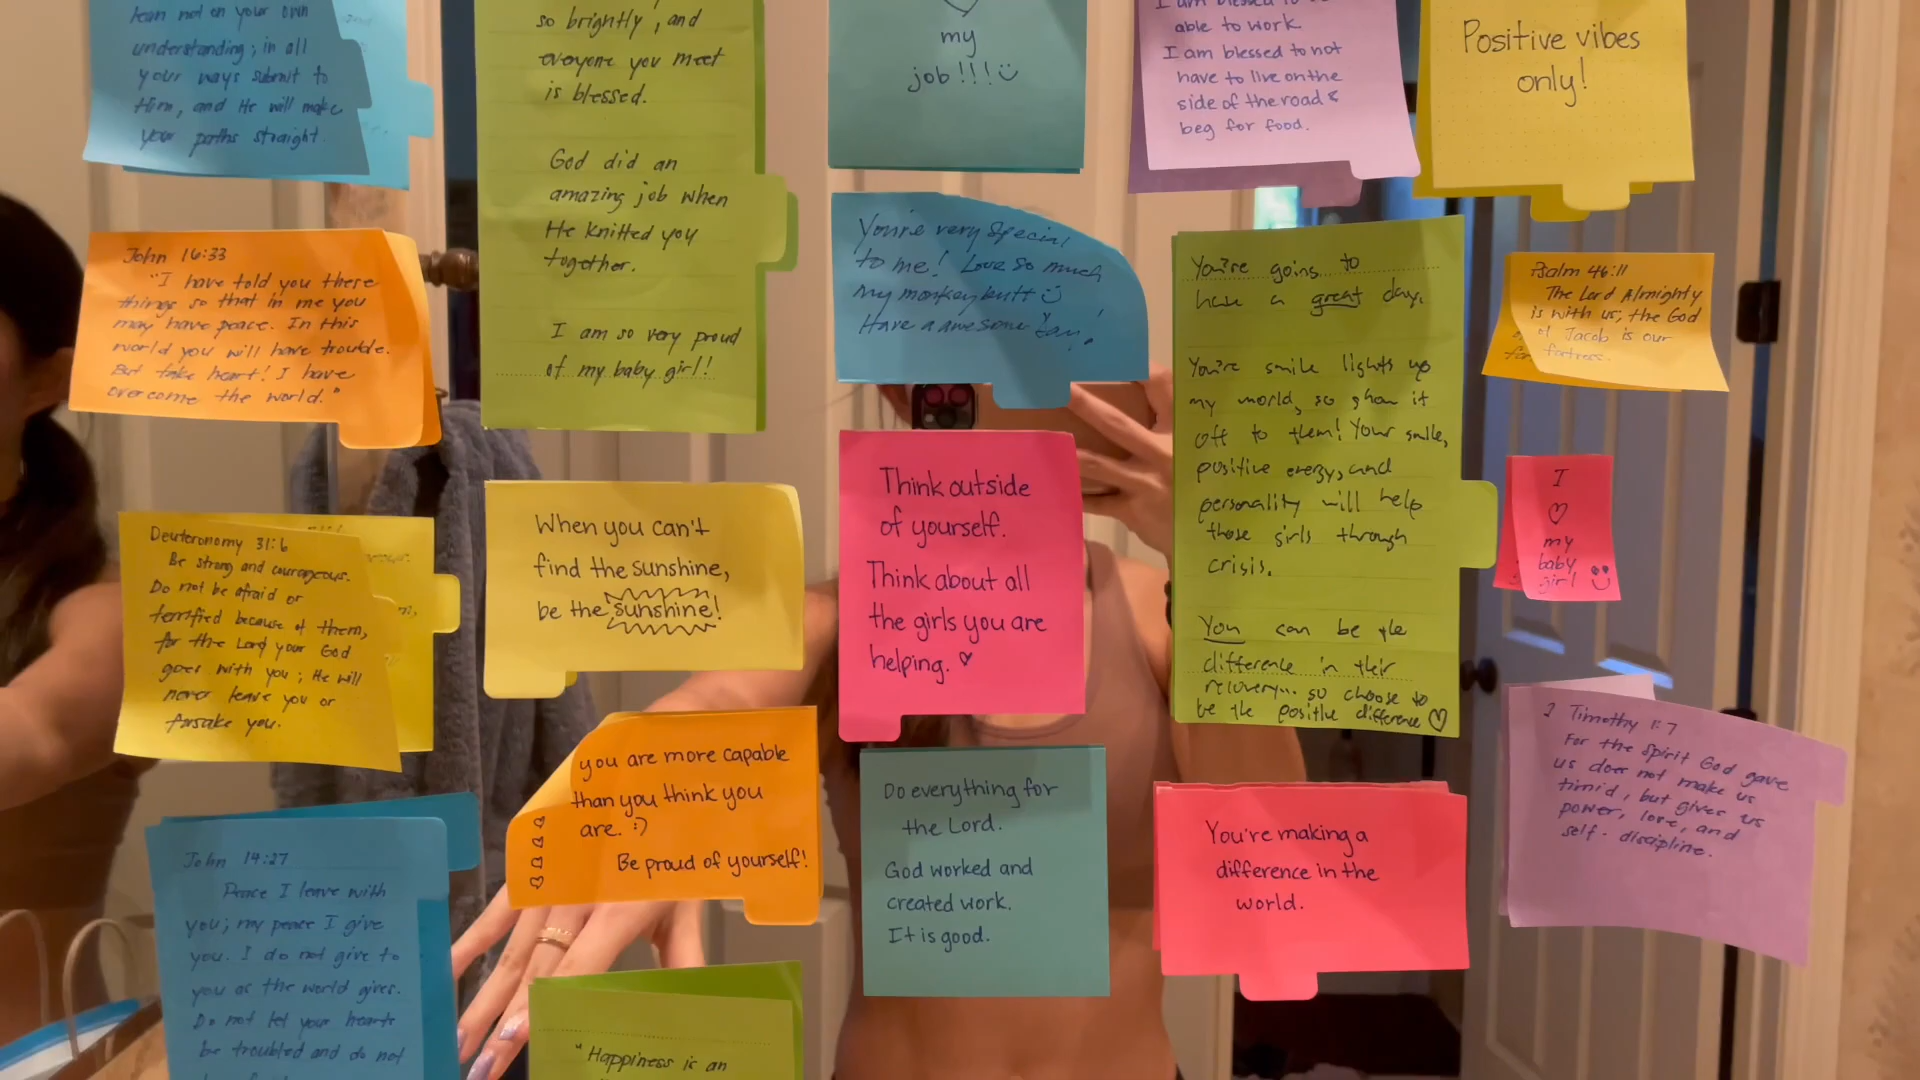 lean not on your own
understanding; in all
your ways submit to
Him, and He will make
your paths straight.
so brightly, and
everyone you meet
is blessed.
God did an
amazing job when
He knitted you
together.
I am so very proud
of my baby girl!
my
job!!!
I am blessed to be
able to work.
I am blessed to not
have to live on the
side of the road &
beg for food.
Positive vibes
only!
John 16:33
"I have told you these
things so that in me you
may have peace. In this
world you will have trouble.
But take heart! I have
overcome the world."
You're very special
to me! Love so much
my monkey butt
Have a awesome day!
You're going to
have a great day.
You're smile lights up
my world, so show it
off to them! Your smile,
positive energy, and
personality will help
those girls through
crisis.
You can be the
difference in their
recovery... so choose to
be the positive difference
Psalm 46:11
The Lord Almighty
is with us; the God
of Jacob is our
fortress.
I
my
baby
girl
Deuteronomy 31:6
Be strong and courageous.
Do not be afraid or
terrified because of them,
for the Lord your God
goes with you; He will
never leave you or
forsake you.
When you can't
find the sunshine,
be the sunshine!
Think outside
of yourself.
Think about all
the girls you are
helping.
you are more capable
than you think you
are. :)
Be proud of yourself!
Do everything for
the Lord.
God worked and
created work.
It is good.
You're making a
difference in the
world.
2 Timothy 1:7
For the Spirit God gave
us does not make us
timid, but gives us
power, love, and
self-discipline.
John 14:27
Peace I leave with
you; my peace I give
you. I do not give to
you as the world gives.
Do not let your hearts
be troubled and do not
"Happiness is an